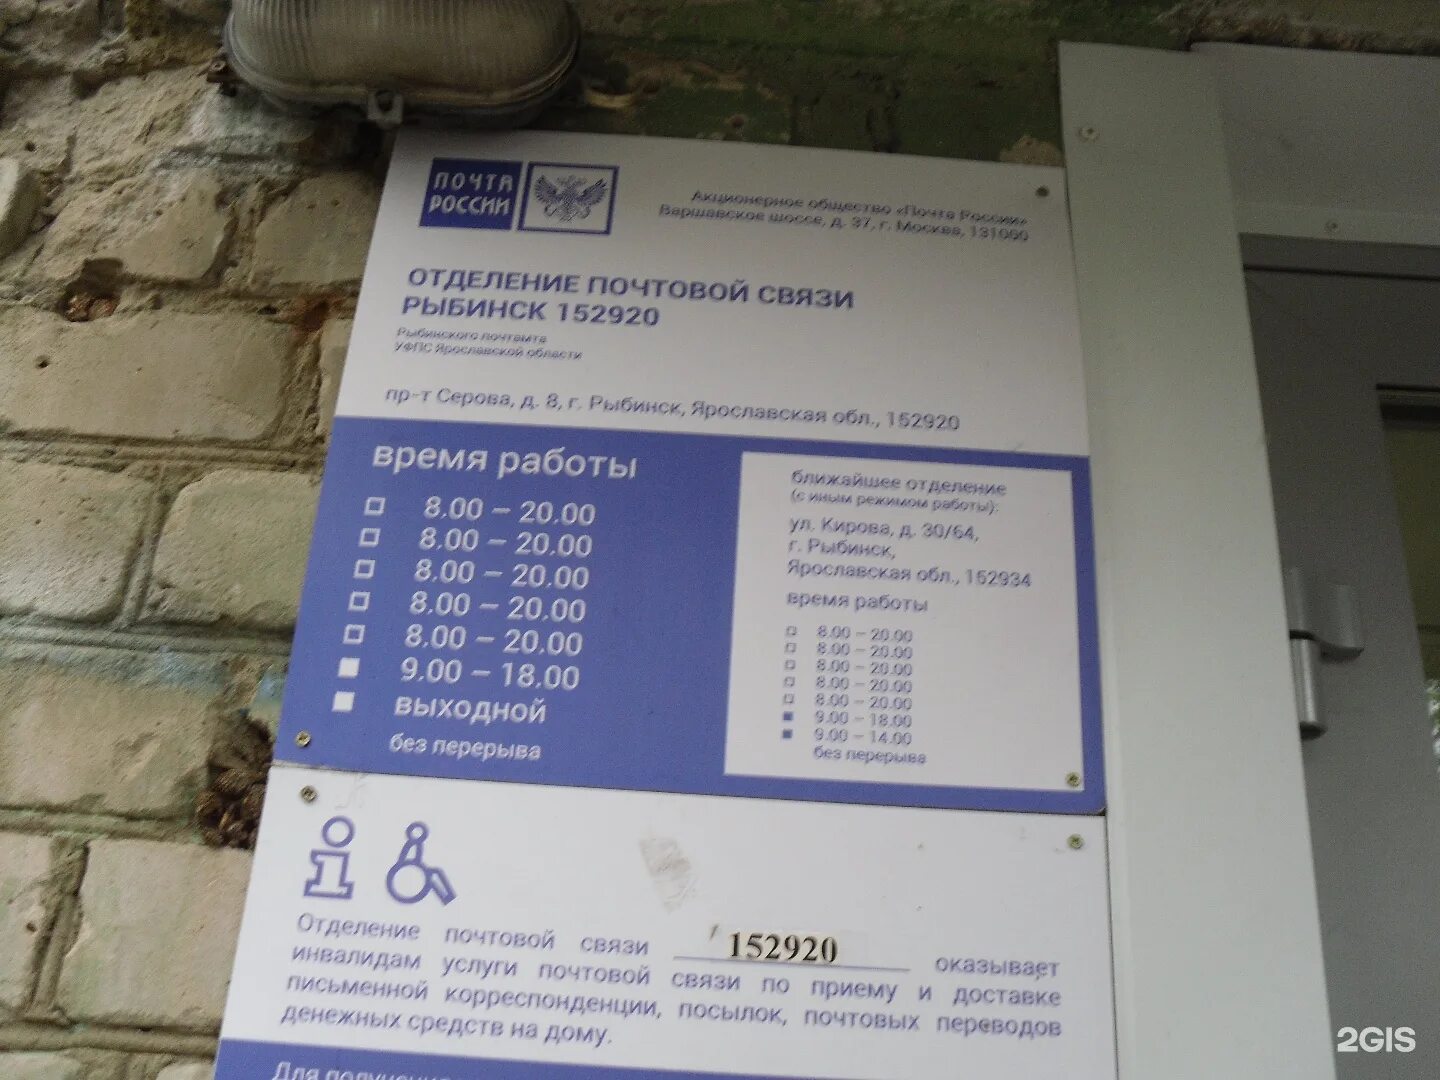 ПОЧТА
РОССИИ
Акционерное общество «Почта России»
Варшавское шоссе, д. 37, г. Москва, 131000
ОТДЕЛЕНИЕ ПОЧТОВОЙ СВЯЗИ
РЫБИНСК 152920
Рыбинского почтамта
УФПС Ярославской области
пр-т Серова, д. 8, г. Рыбинск, Ярославская обл., 152920
время работы
8.00 – 20.00
8.00 – 20.00
8.00 – 20.00
8.00 – 20.00
8.00 – 20.00
9.00 – 18.00
выходной
без перерыва
ближайшее отделение
(с иным режимом работы):
ул. Кирова, д. 30/64,
г. Рыбинск,
Ярославская обл., 152934
время работы
8.00 – 20.00
8.00 – 20.00
8.00 – 20.00
8.00 – 20.00
8.00 – 20.00
9.00 – 18.00
9.00 – 14.00
без перерыва
Отделение почтовой связи 152920 оказывает
инвалидам услуги почтовой связи по приему и доставке
письменной корреспонденции, посылок, почтовых переводов
денежных средств на дому.
Для
2GIS